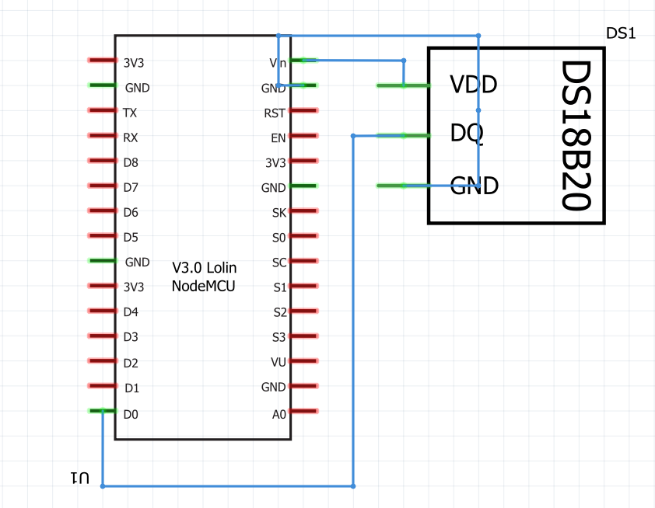 DS1
3V3
GND
TX
RX
D8
D7
D6
D5
GND
3V3
D4
D3
D2
D1
D0
V3.0 Lolin
NodeMCU
Vin
GND
RST
EN
3V3
GND
SK
S0
SC
S1
S2
S3
VU
GND
A0
VDD
DQ
GND
DS18B20
U1